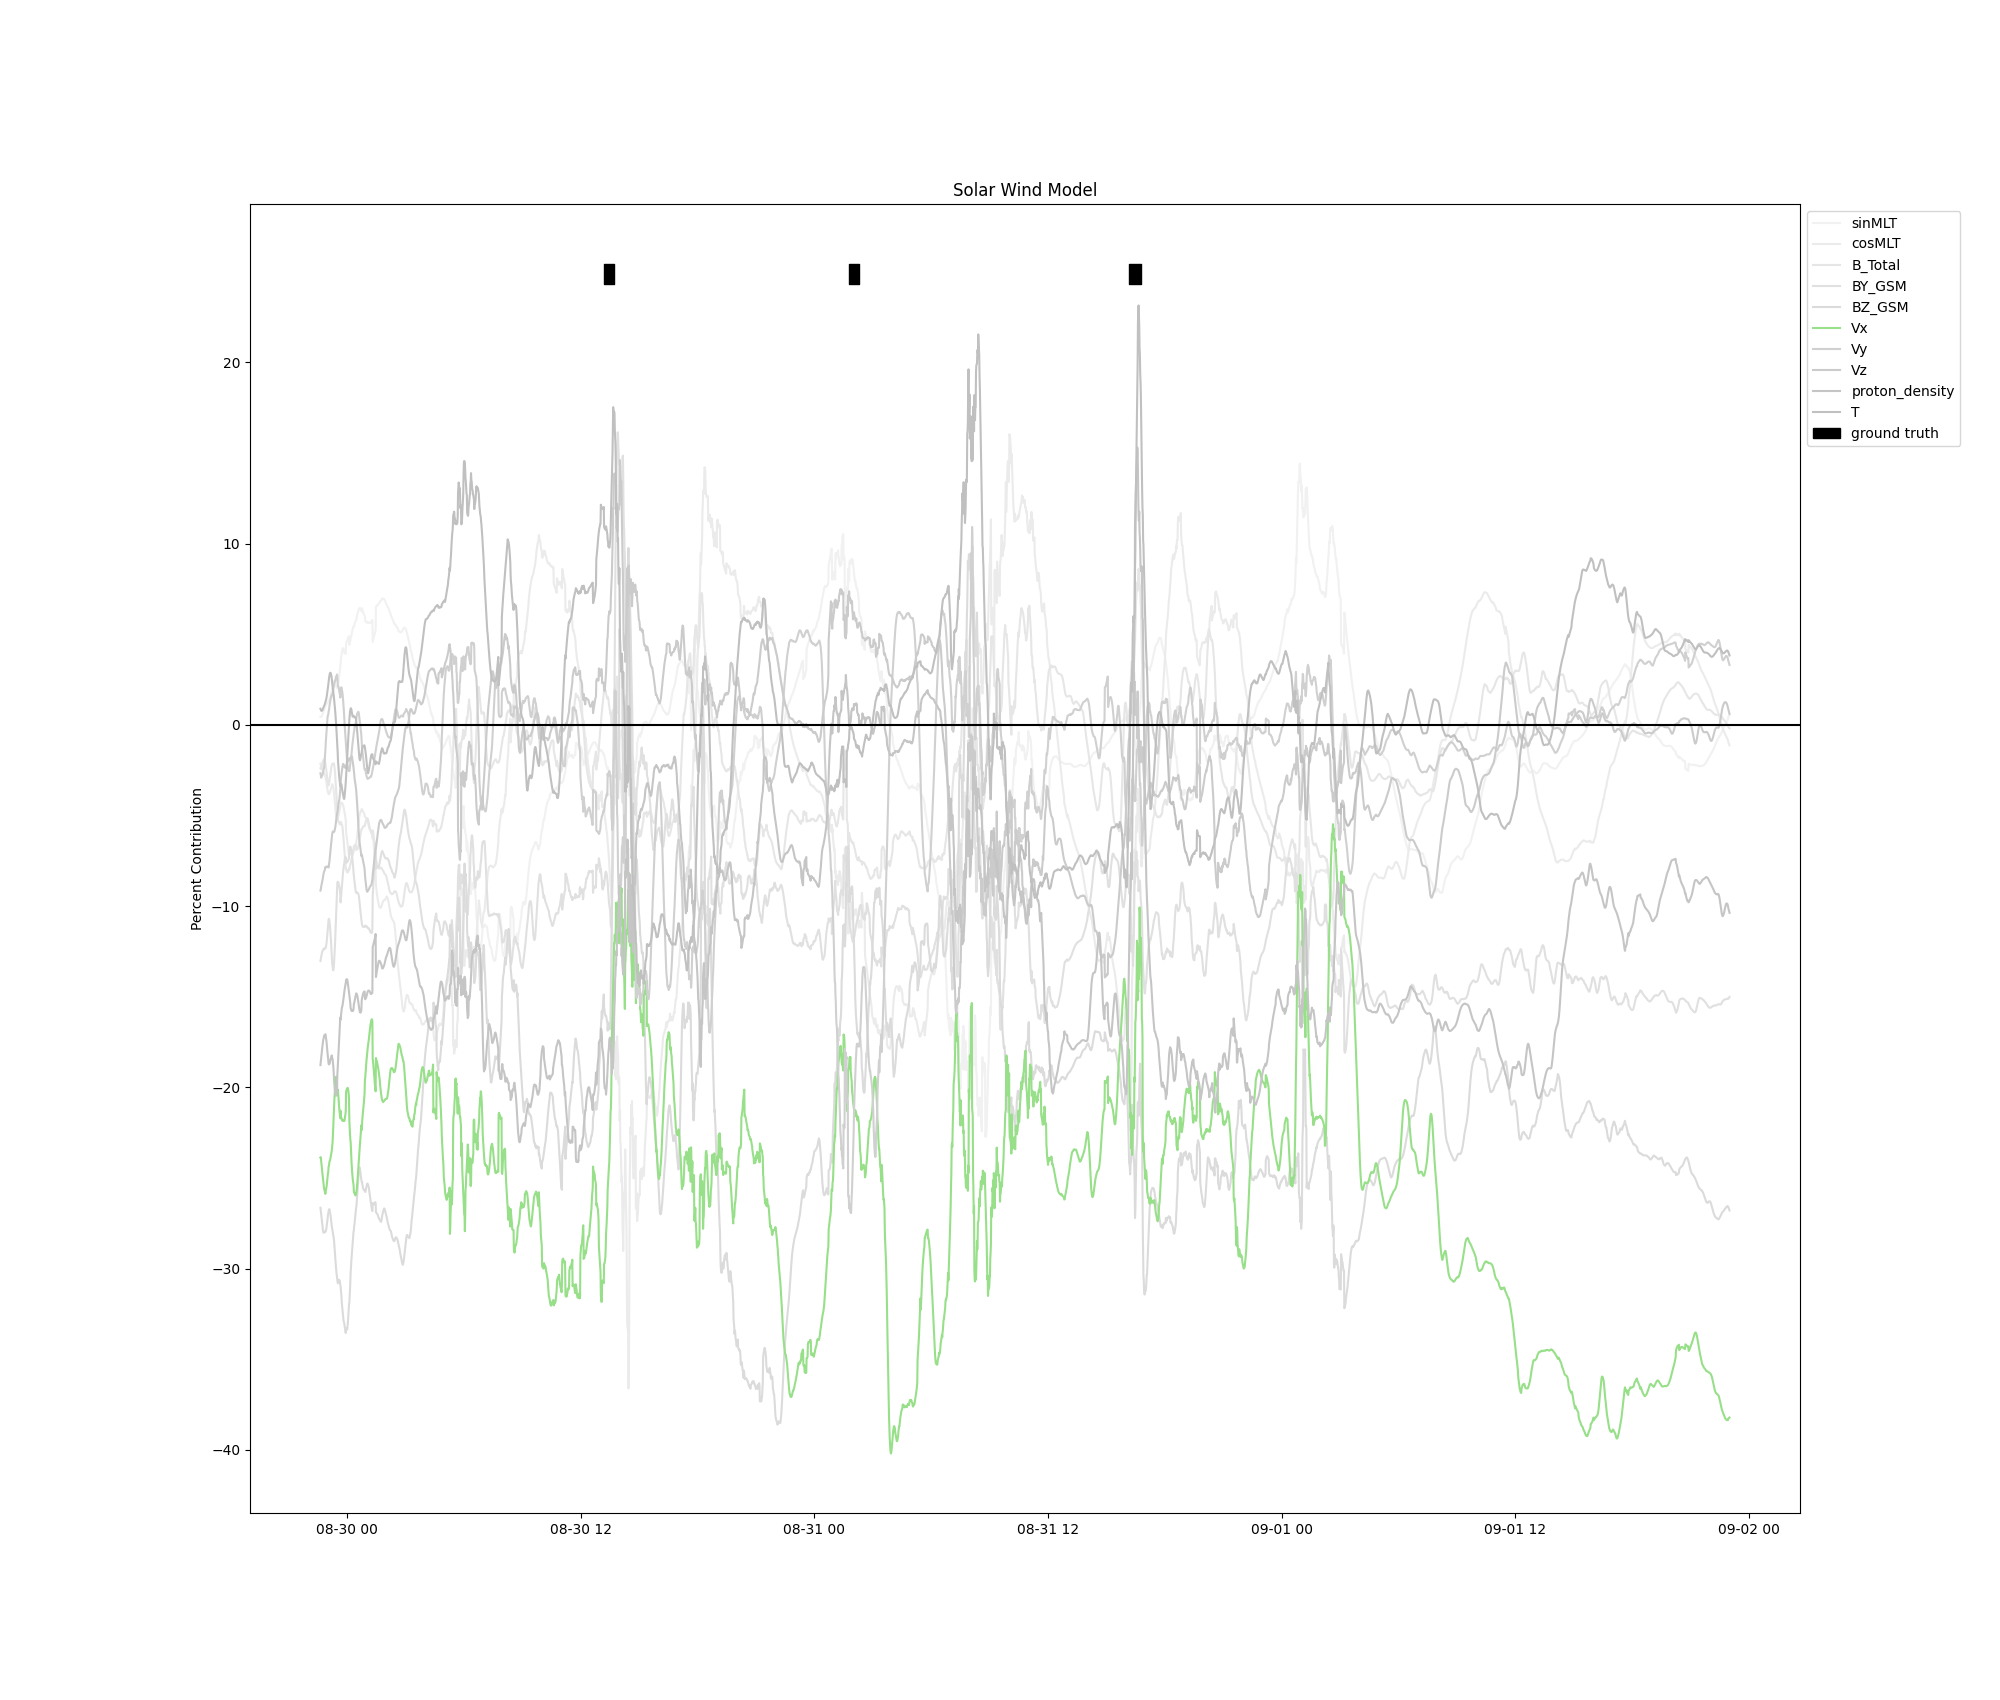 Solar Wind Model
sinMLT
cosMLT
B_Total
BY_GSM
BZ_GSM
Vx
Vy
Vz
proton_density
T
ground truth
Percent Contribution
20
10
0
−10
−20
−30
−40
08-30 00
08-30 12
08-31 00
08-31 12
09-01 00
09-01 12
09-02 00